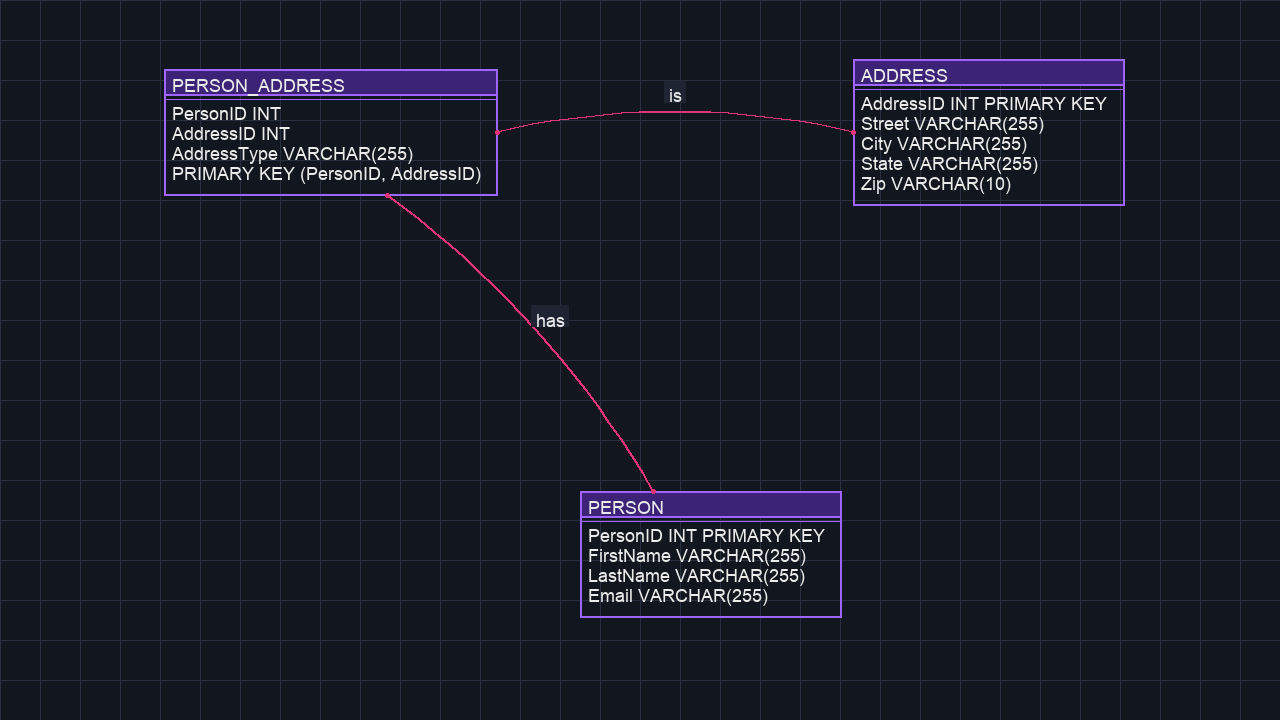 PERSON_ADDRESS
PersonID INT
AddressID INT
AddressType VARCHAR(255)
PRIMARY KEY (PersonID, AddressID)
is
ADDRESS
AddressID INT PRIMARY KEY
Street VARCHAR(255)
City VARCHAR(255)
State VARCHAR(255)
Zip VARCHAR(10)
has
PERSON
PersonID INT PRIMARY KEY
FirstName VARCHAR(255)
LastName VARCHAR(255)
Email VARCHAR(255)